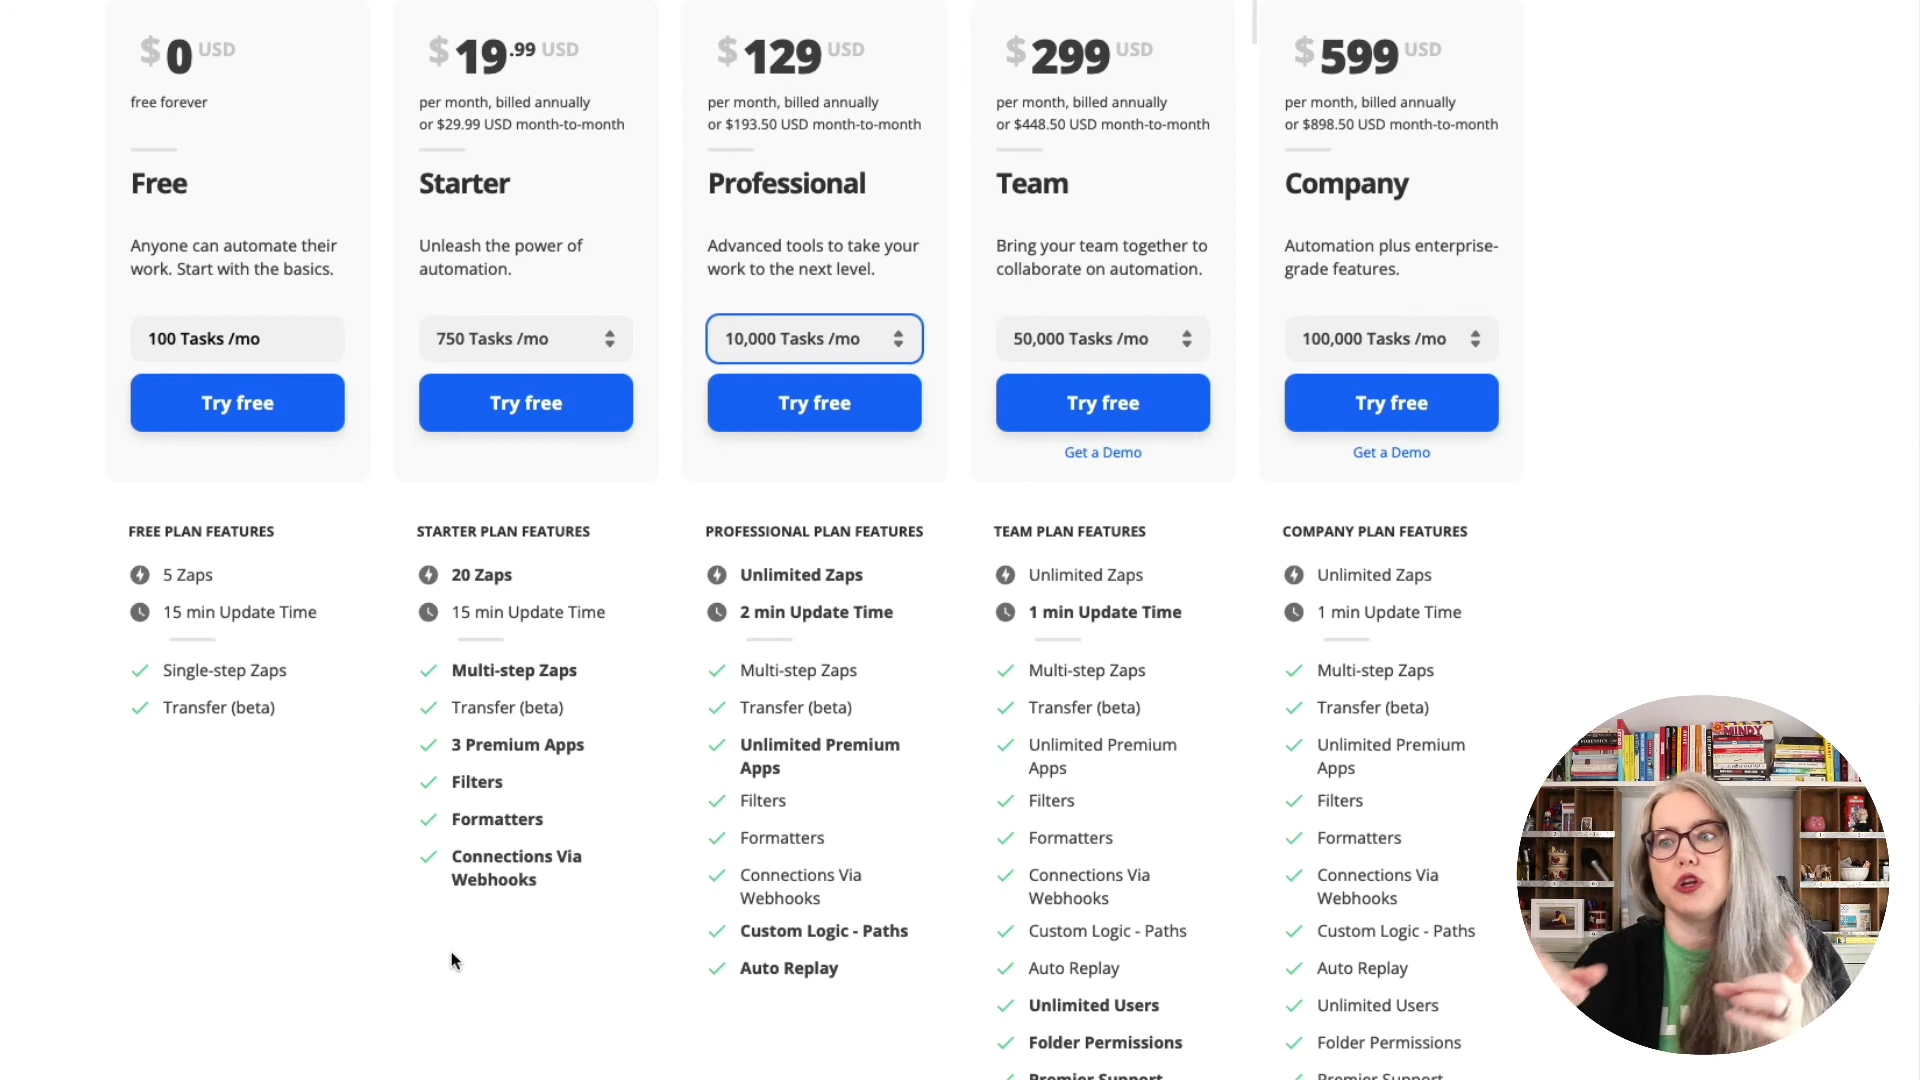 $0 USD
free forever
Free
Anyone can automate their
work. Start with the basics.
100 Tasks /mo
Try free
$19.99 USD
per month, billed annually
or $29.99 USD month-to-month
Starter
Unleash the power of
automation.
750 Tasks /mo
Try free
$129 USD
per month, billed annually
or $193.50 USD month-to-month
Professional
Advanced tools to take your
work to the next level.
10,000 Tasks /mo
Try free
$299 USD
per month, billed annually
or $448.50 USD month-to-month
Team
Bring your team together to
collaborate on automation.
50,000 Tasks /mo
Try free
Get a Demo
$599 USD
per month, billed annually
or $898.50 USD month-to-month
Company
Automation plus enterprise-
grade features.
100,000 Tasks /mo
Try free
Get a Demo
FREE PLAN FEATURES
5 Zaps
15 min Update Time
Single-step Zaps
Transfer (beta)
STARTER PLAN FEATURES
20 Zaps
15 min Update Time
Multi-step Zaps
Transfer (beta)
3 Premium Apps
Filters
Formatters
Connections Via
Webhooks
PROFESSIONAL PLAN FEATURES
Unlimited Zaps
2 min Update Time
Multi-step Zaps
Transfer (beta)
Unlimited Premium
Apps
Filters
Formatters
Connections Via
Webhooks
Custom Logic - Paths
Auto Replay
TEAM PLAN FEATURES
Unlimited Zaps
1 min Update Time
Multi-step Zaps
Transfer (beta)
Unlimited Premium
Apps
Filters
Formatters
Connections Via
Webhooks
Custom Logic - Paths
Auto Replay
Unlimited Users
Folder Permissions
Premier Support
COMPANY PLAN FEATURES
Unlimited Zaps
1 min Update Time
Multi-step Zaps
Transfer (beta)
Unlimited Premium
Apps
Filters
Formatters
Connections Via
Webhooks
Custom Logic - Paths
Auto Replay
Unlimited Users
Folder Permissions
Premier Support
MINDY